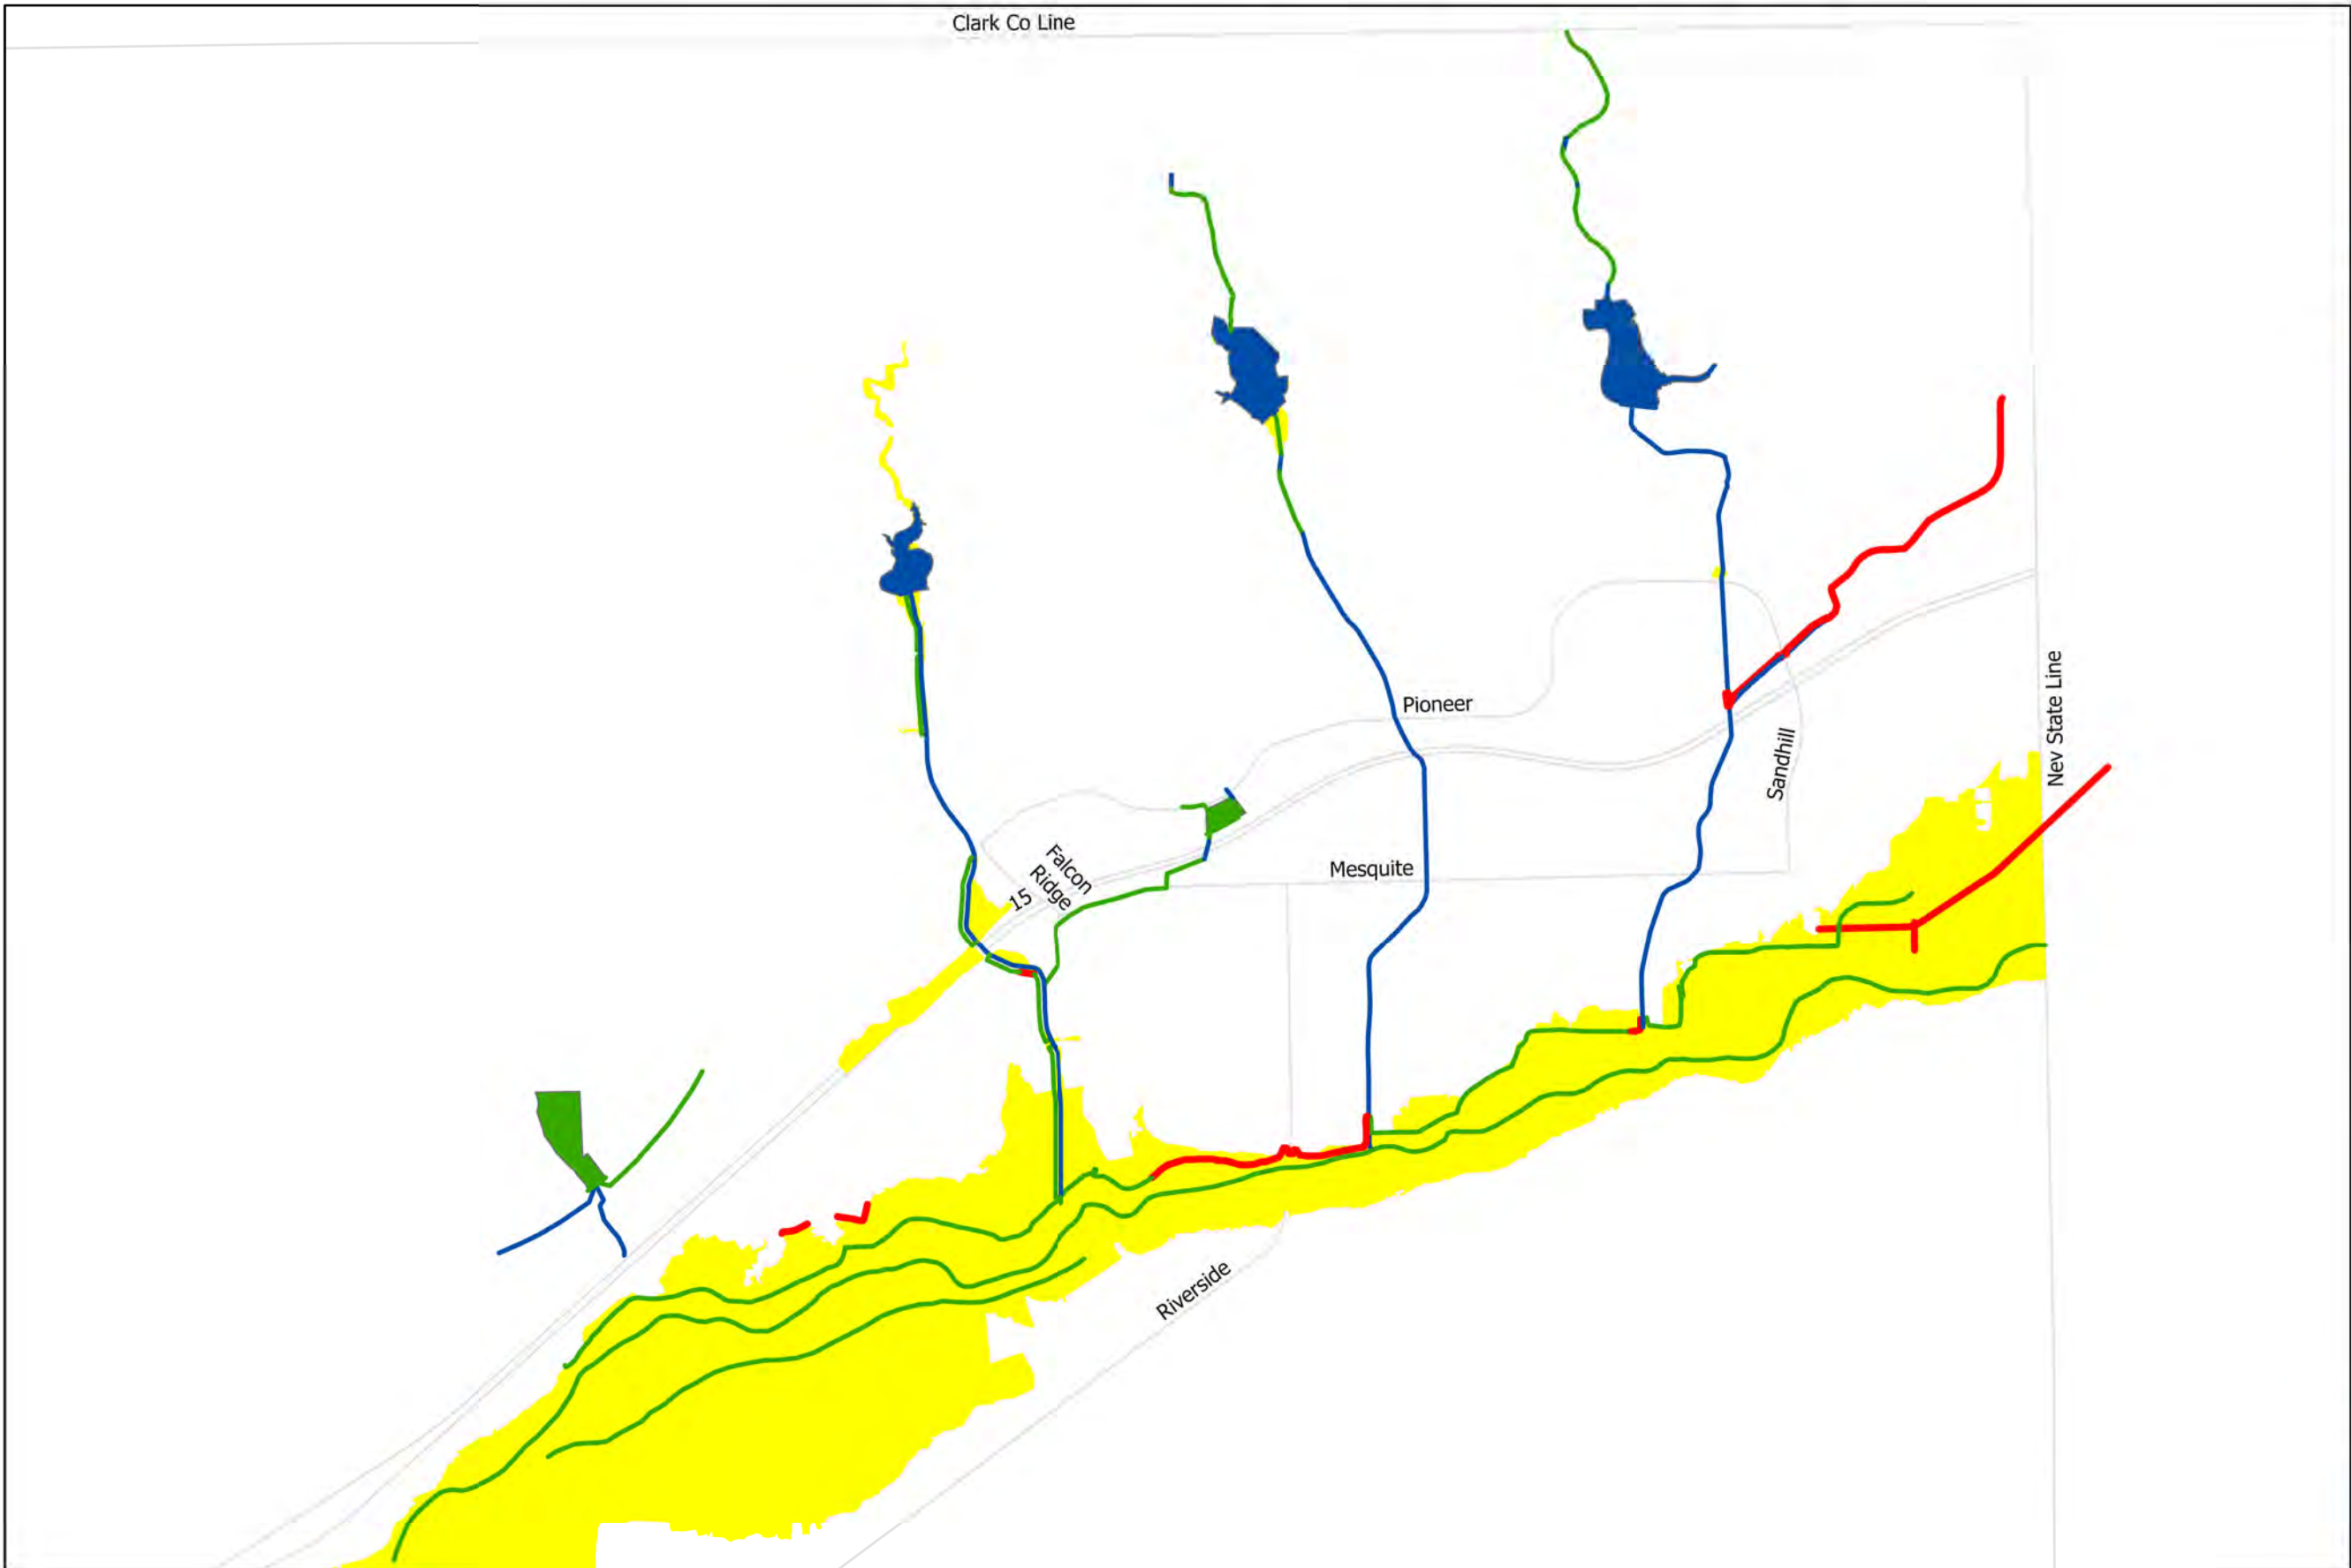 Clark Co Line
Nev State Line
Pioneer
Sandhill
Falcon
Ridge
15
Mesquite
Riverside